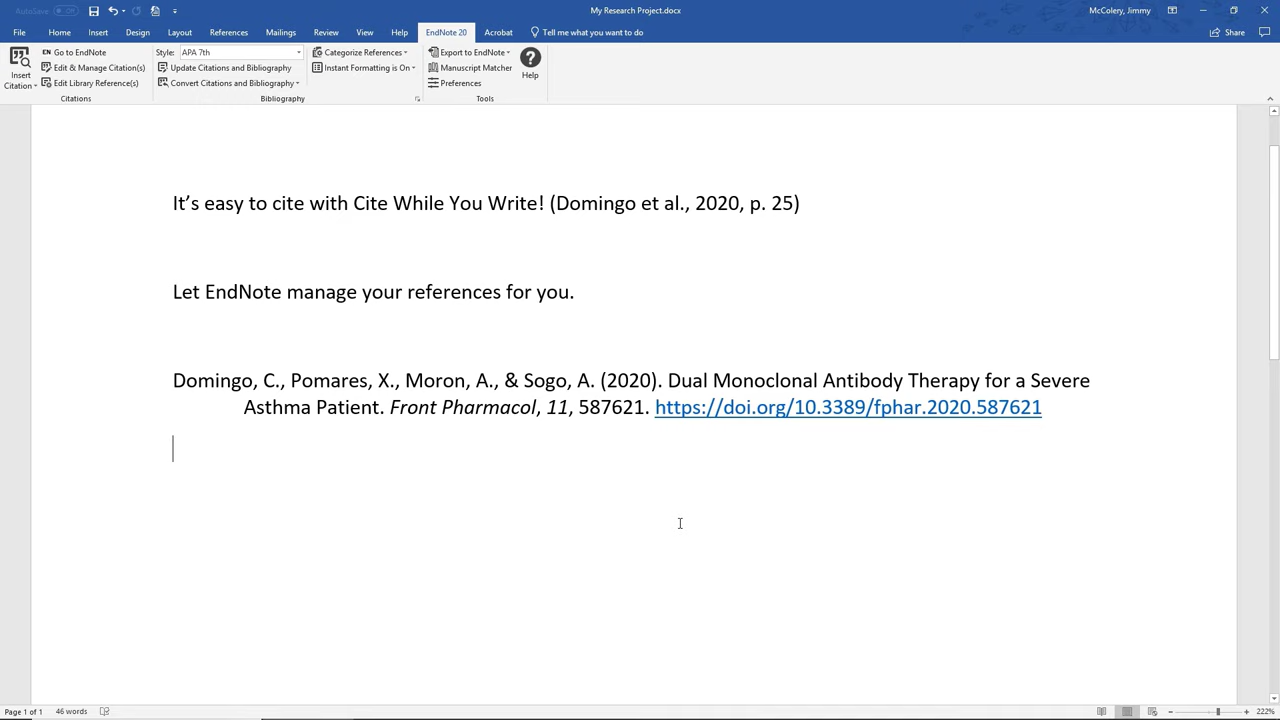 AutoSave Off My Research Project.docx McColery, Jimmy
File Home Insert Design Layout References Mailings Review View Help EndNote 20 Acrobat Tell me what you want to do Share
Insert Citation
Go to EndNote
Edit & Manage Citation(s)
Edit Library Reference(s)
Citations
Style: APA 7th
Update Citations and Bibliography
Convert Citations and Bibliography
Categorize References
Instant Formatting is On
Bibliography
Export to EndNote
Manuscript Matcher
Preferences
Help
Tools
It’s easy to cite with Cite While You Write! (Domingo et al., 2020, p. 25)
Let EndNote manage your references for you.
Domingo, C., Pomares, X., Moron, A., & Sogo, A. (2020). Dual Monoclonal Antibody Therapy for a Severe
Asthma Patient. Front Pharmacol, 11, 587621. https://doi.org/10.3389/fphar.2020.587621
Page 1 of 1 46 words 222%